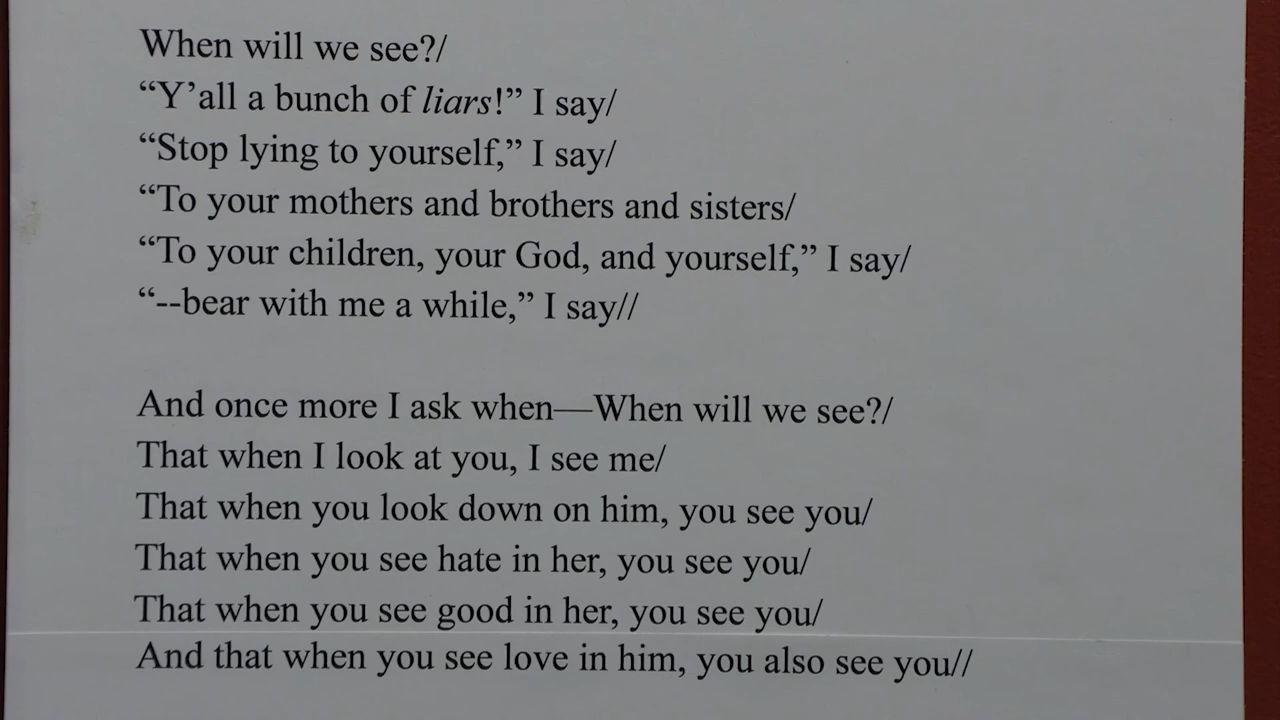 When will we see?/
“Y’all a bunch of liars!” I say/
“Stop lying to yourself,” I say/
“To your mothers and brothers and sisters/
“To your children, your God, and yourself,” I say/
“--bear with me a while,” I say//
And once more I ask when—When will we see?/
That when I look at you, I see me/
That when you look down on him, you see you/
That when you see hate in her, you see you/
That when you see good in her, you see you/
And that when you see love in him, you also see you//